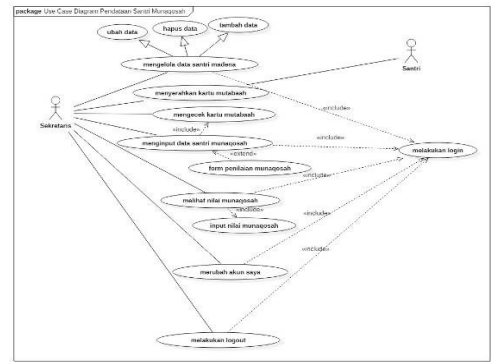 package Use Case Diagram Pendataan Santri Munaqosah
ubah data
hapus data
tambah data
mengelola data santri madena
Santri
menyerahkan kartu mutabaah
«include»
mengecek kartu mutabaah
Sekretaris
«include»
«include»
menginput data santri munaqosah
melakukan login
«extend»
form penilaian munaqosah
«include»
melihat nilai munaqosah
«include»
«include»
input nilai munaqosah
«include»
merubah akun saya
melakukan logout